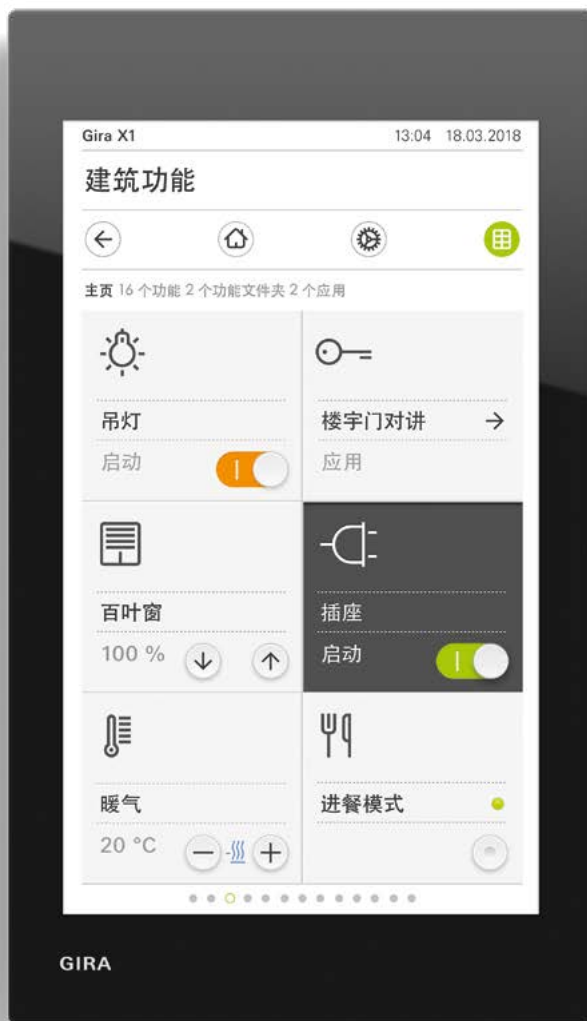 Gira X1 13:04 18.03.2018
建筑功能
主页 16 个功能 2 个功能文件夹 2 个应用
吊灯
启动
楼宇门对讲
应用
百叶窗
100 %
插座
启动
暖气
20 °C
进餐模式
GIRA